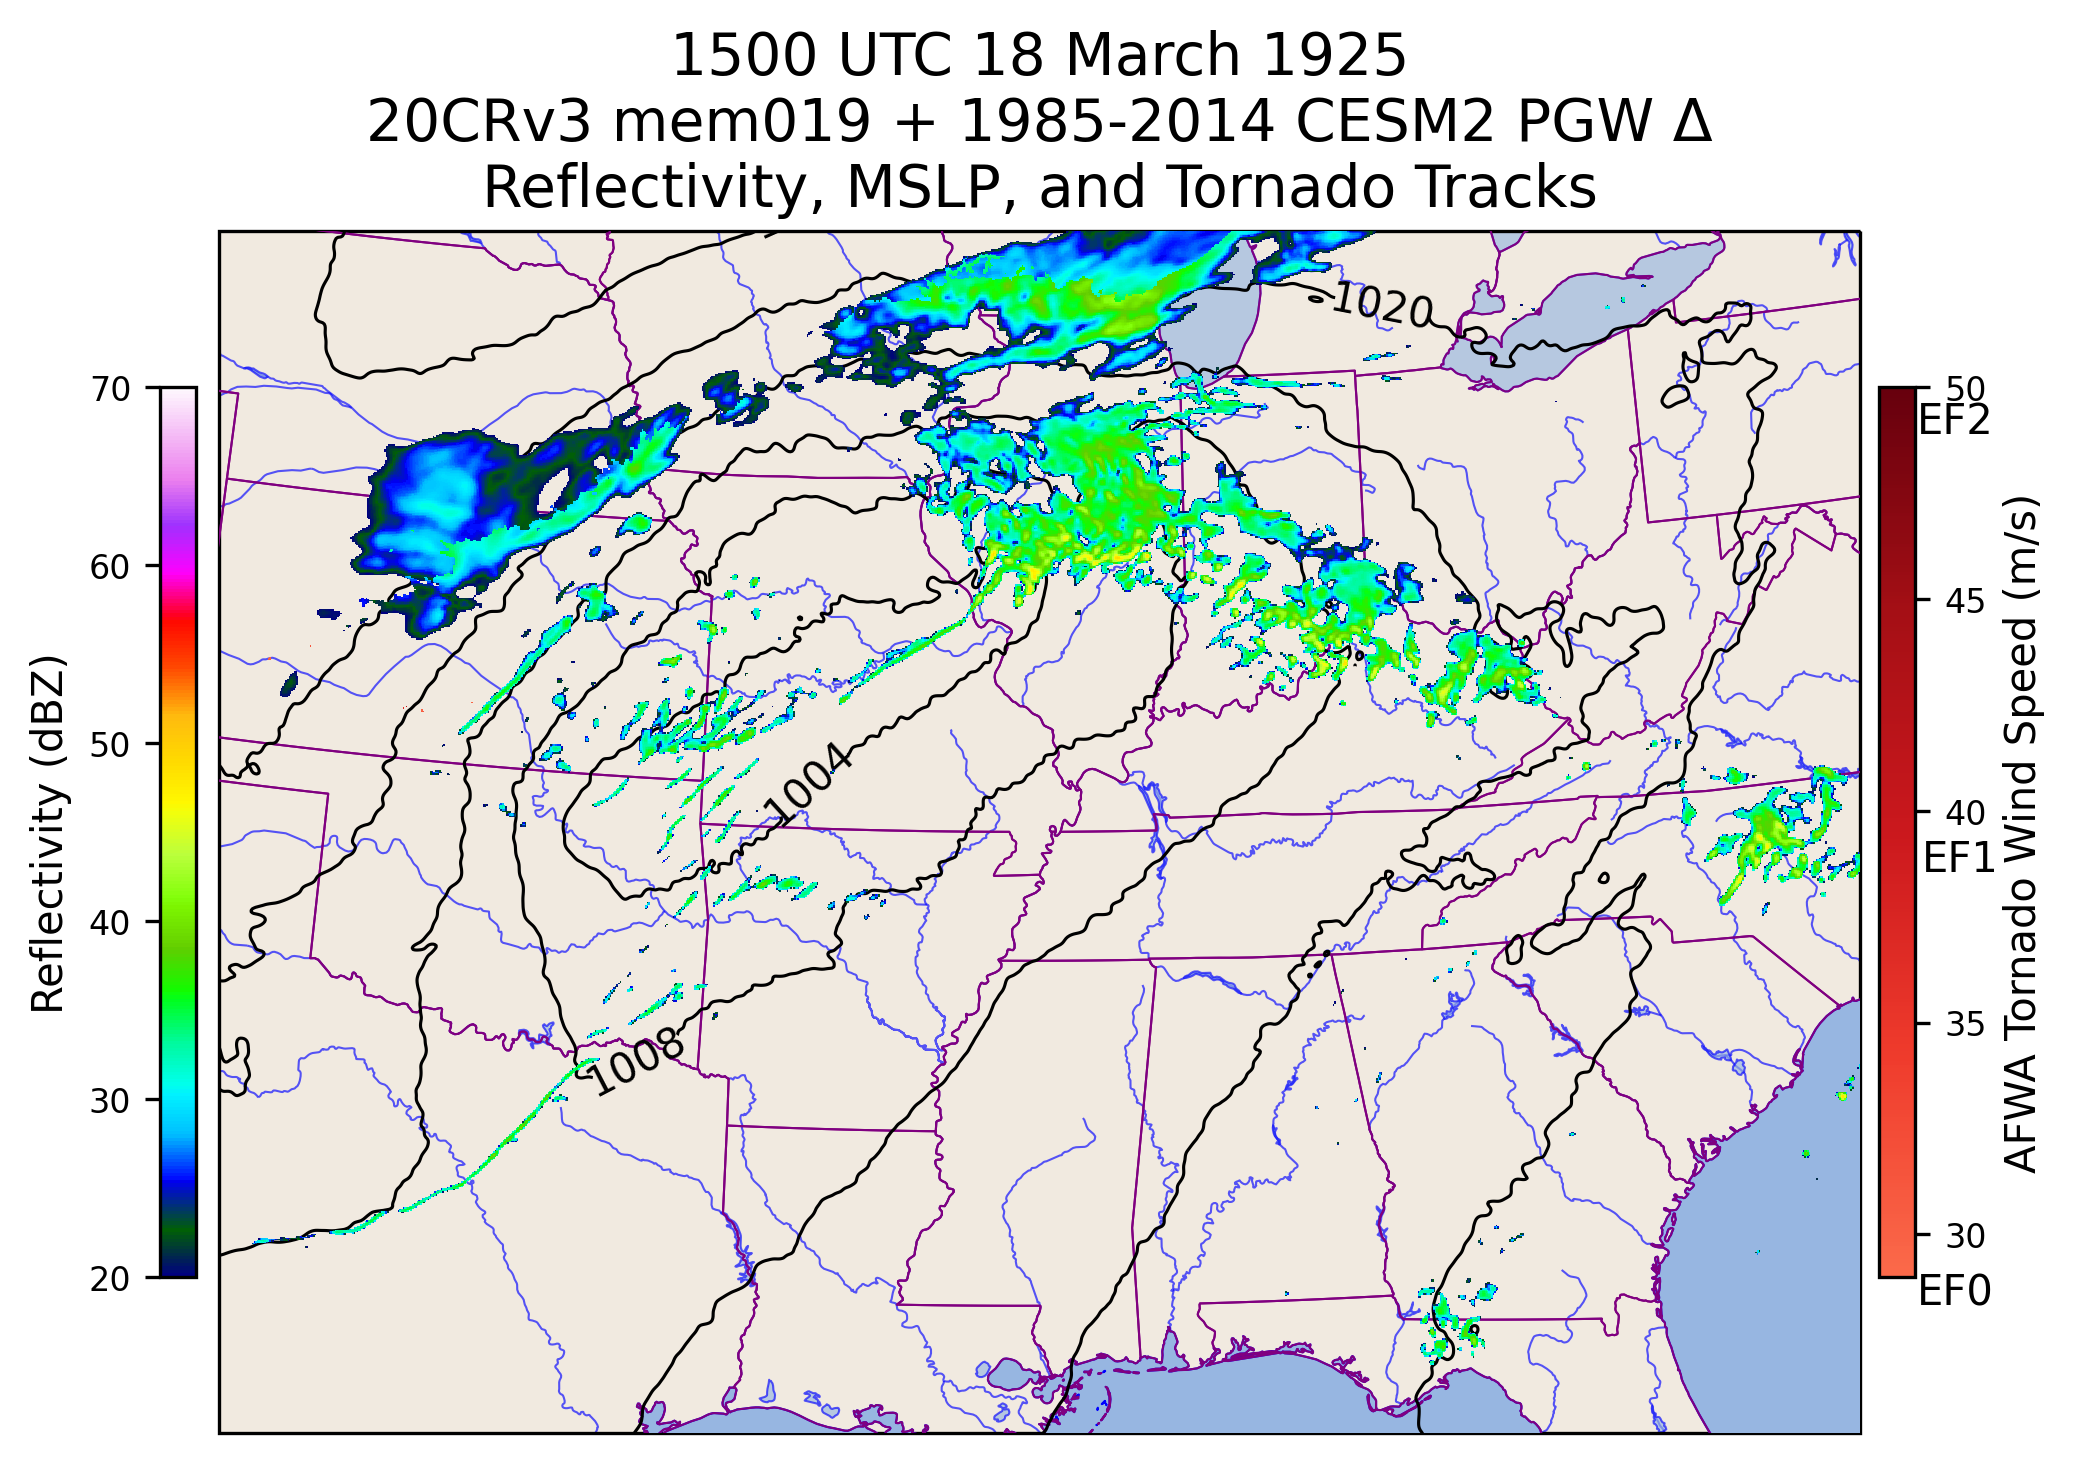 1500 UTC 18 March 1925
20CRv3 mem019 + 1985-2014 CESM2 PGW Δ
Reflectivity, MSLP, and Tornado Tracks
Reflectivity (dBZ)
70
60
50
40
30
20
1020
1004
1008
50
EF2
45
40
EF1
35
30
EF0
AFWA Tornado Wind Speed (m/s)